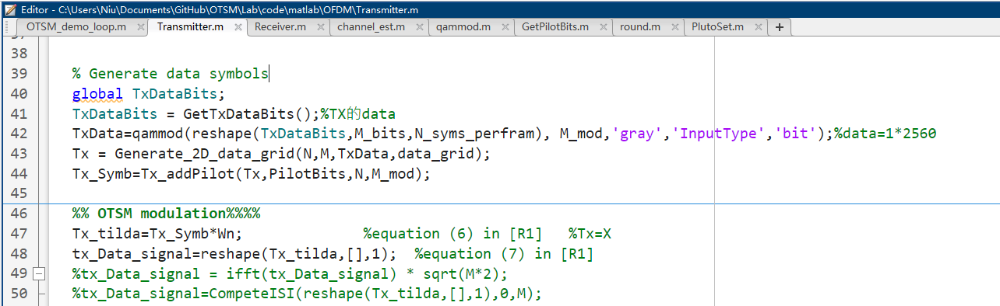 Editor - C:\Users\Niu\Documents\GitHub\OTSM\Lab\code\matlab\OFDM\Transmitter.m
OTSM_demo_loop.m × Transmitter.m × Receiver.m × channel_est.m × qammod.m × GetPilotBits.m × round.m × PlutoSet.m × +
37
38
39 % Generate data symbols
40 global TxDataBits;
41 TxDataBits = GetTxDataBits();%TX的data
42 TxData=qammod(reshape(TxDataBits,M_bits,N_syms_perfram), M_mod,'gray','InputType','bit');%data=1*2560
43 Tx = Generate_2D_data_grid(N,M,TxData,data_grid);
44 Tx_Symb=Tx_addPilot(Tx,PilotBits,N,M_mod);
45
46 %% OTSM modulation%%%%
47 Tx_tilda=Tx_Symb*Wn; %equation (6) in [R1] %Tx=X
48 tx_Data_signal=reshape(Tx_tilda,[],1); %equation (7) in [R1]
49 %tx_Data_signal = ifft(tx_Data_signal) * sqrt(M*2);
50 %tx_Data_signal=CompeteISI(reshape(Tx_tilda,[],1),0,M);